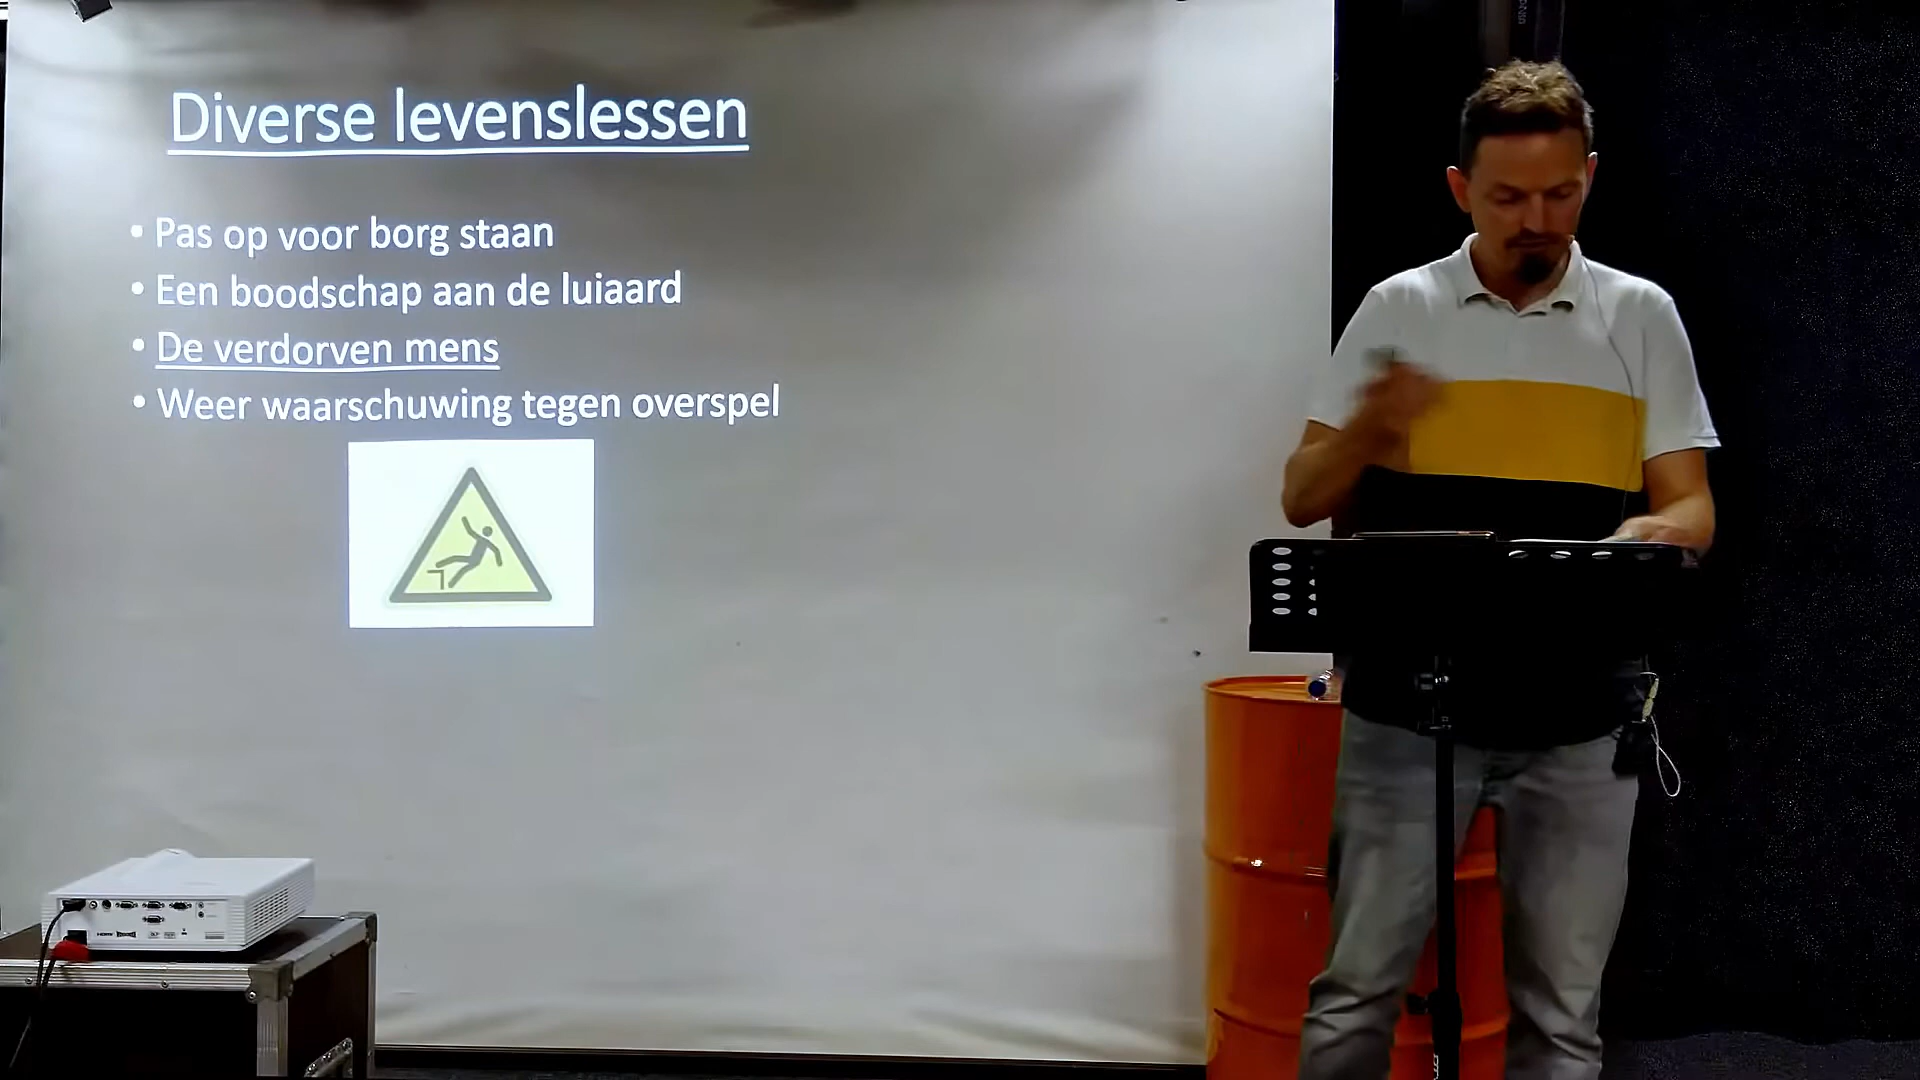 Diverse levenslessen
• Pas op voor borg staan
• Een boodschap aan de luiaard
• De verdorven mens
• Weer waarschuwing tegen overspel